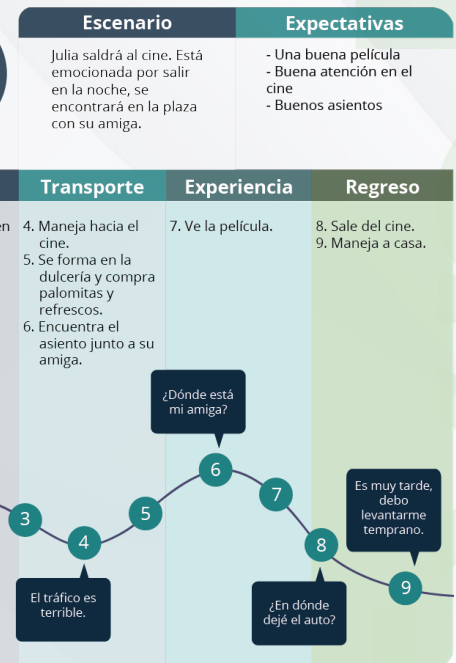 Escenario
Julia saldrá al cine. Está
emocionada por salir
en la noche, se
encontrará en la plaza
con su amiga.
Expectativas
- Una buena película
- Buena atención en el
cine
- Buenos asientos
Transporte
en
4. Maneja hacia el
cine.
5. Se forma en la
dulcería y compra
palomitas y
refrescos.
6. Encuentra el
asiento junto a su
amiga.
Experiencia
7. Ve la película.
Regreso
8. Sale del cine.
9. Maneja a casa.
3
4
El tráfico es
terrible.
5
¿Dónde está
mi amiga?
6
7
8
¿En dónde
dejé el auto?
Es muy tarde,
debo
levantarme
temprano.
9